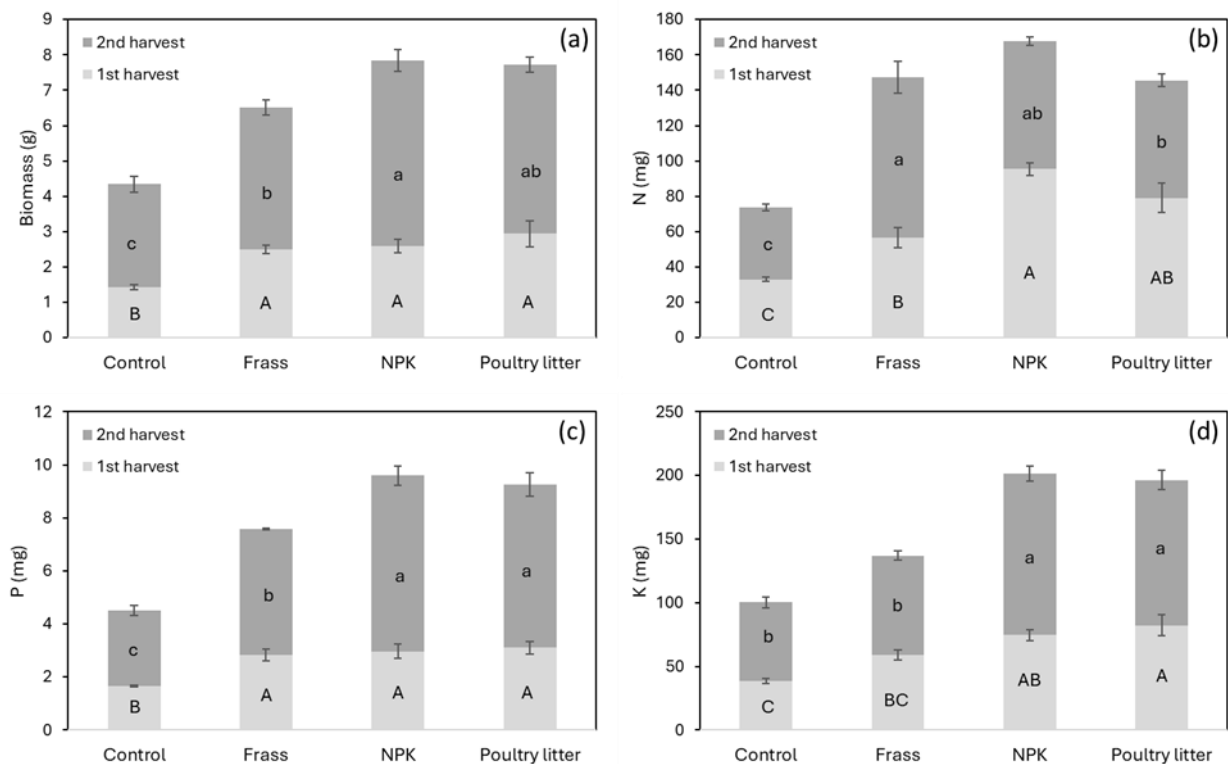 (a)
2nd harvest
1st harvest
Biomass (g)
9
8
7
6
5
4
3
2
1
0
c
B
b
A
a
A
ab
A
Control Frass NPK Poultry litter
(b)
2nd harvest
1st harvest
N (mg)
180
160
140
120
100
80
60
40
20
0
c
C
a
B
ab
A
b
AB
Control Frass NPK Poultry litter
(c)
2nd harvest
1st harvest
P (mg)
12
10
8
6
4
2
0
c
B
b
A
a
A
a
A
Control Frass NPK Poultry litter
(d)
2nd harvest
1st harvest
K (mg)
250
200
150
100
50
0
b
C
b
BC
a
AB
a
A
Control Frass NPK Poultry litter